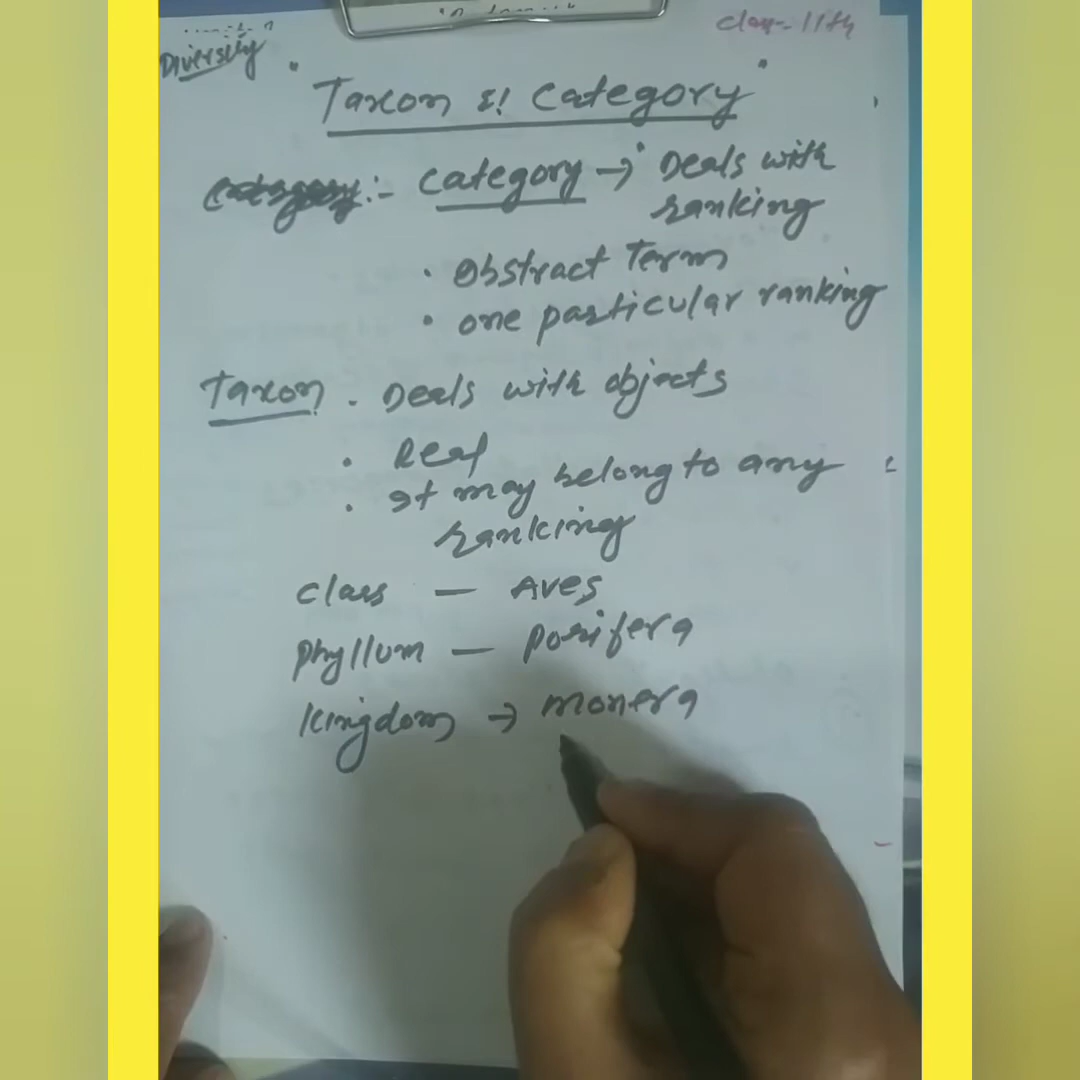 class- 11th
Diversity
"Taxon &! Category"
Category:- Category → Deals with
ranking
• Obstract Term
• one particular ranking
Taxon . Deals with objects
. Real
. It may belong to any
ranking
class — Aves
Phyllum — Porifera
Kingdom → monera